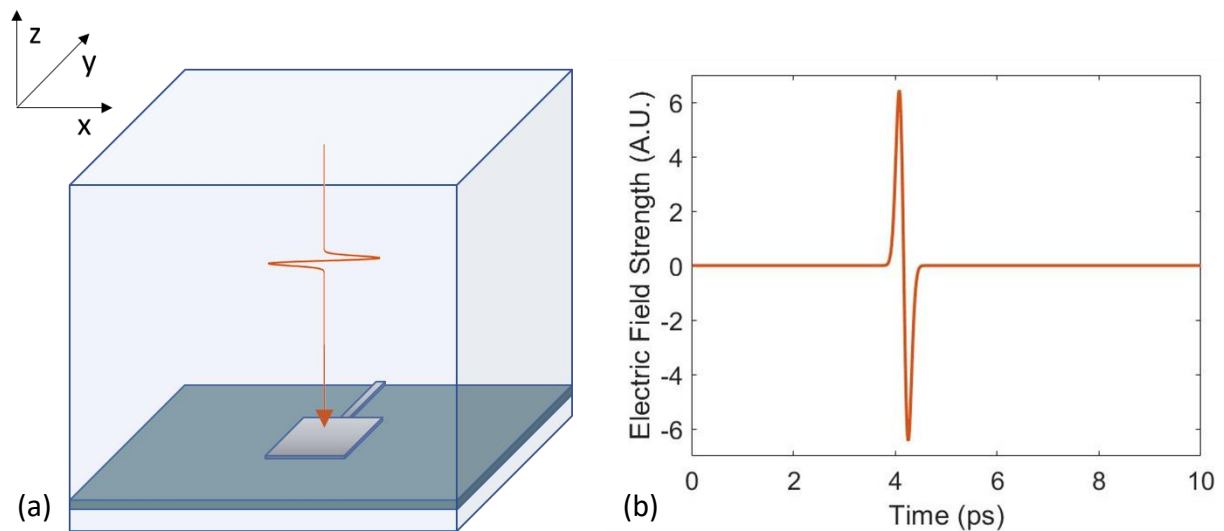 z
y
x
(a)
Electric Field Strength (A.U.)
6
4
2
0
-2
-4
-6
0 2 4 6 8 10
Time (ps)
(b)